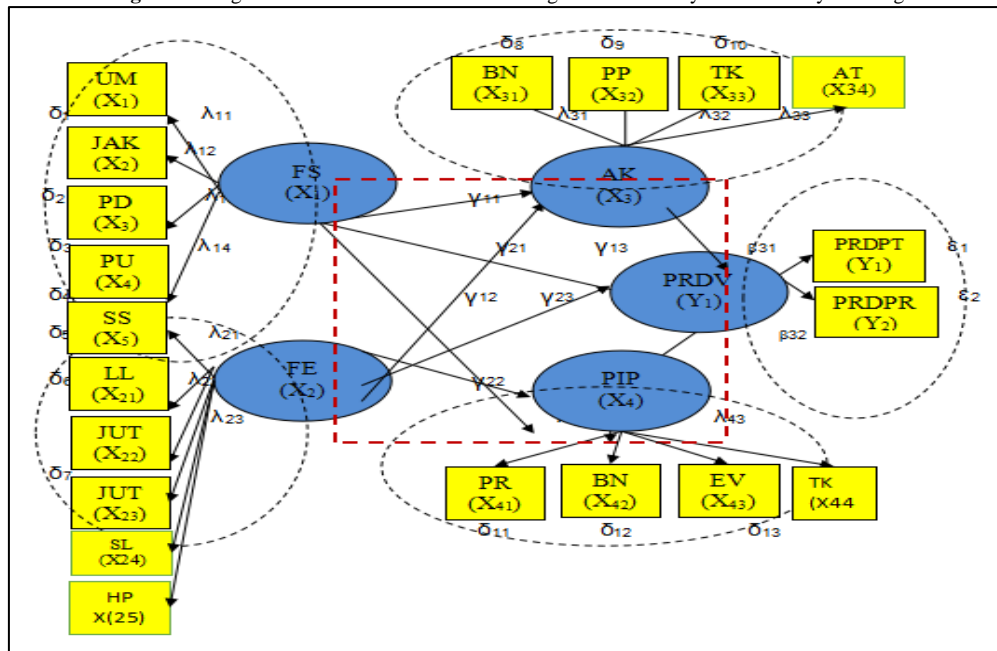 δ8
δ9
δ10
UM
(X1)
BN
(X31)
PP
(X32)
TK
(X33)
AT
(X34)
λ11
λ31
λ32
λ33
JAK
(X2)
λ12
FS
(X1)
AK
(X3)
δ2
PD
(X3)
γ11
δ3
λ14
PU
(X4)
γ21
γ13
β31
PRDPT
(Y1)
ε1
PRDV
(Y1)
δ4
γ12
γ23
PRDPR
(Y2)
ε2
δ5
SS
(X5)
λ21
β32
δ6
LL
(X21)
FE
(X2)
γ22
PIP
(X4)
λ23
λ43
JUT
(X22)
δ7
JUT
(X23)
PR
(X41)
BN
(X42)
EV
(X43)
TK
(X44
δ11
δ12
δ13
SL
(X24)
HP
X(25)